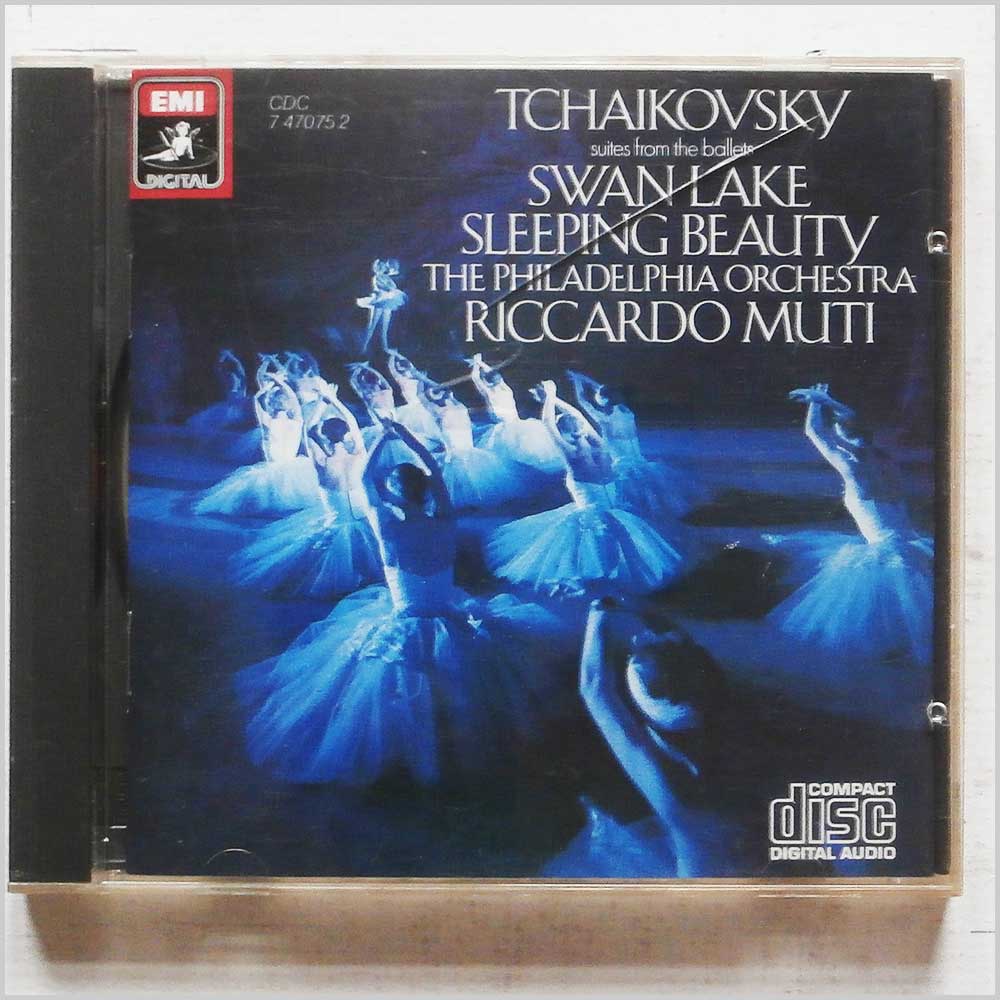 EMI
DIGITAL
CDC
7 47075 2
TCHAIKOVSKY
suites from the ballets
SWAN LAKE
SLEEPING BEAUTY
THE PHILADELPHIA ORCHESTRA
RICCARDO MUTI
COMPACT
disc
DIGITAL AUDIO